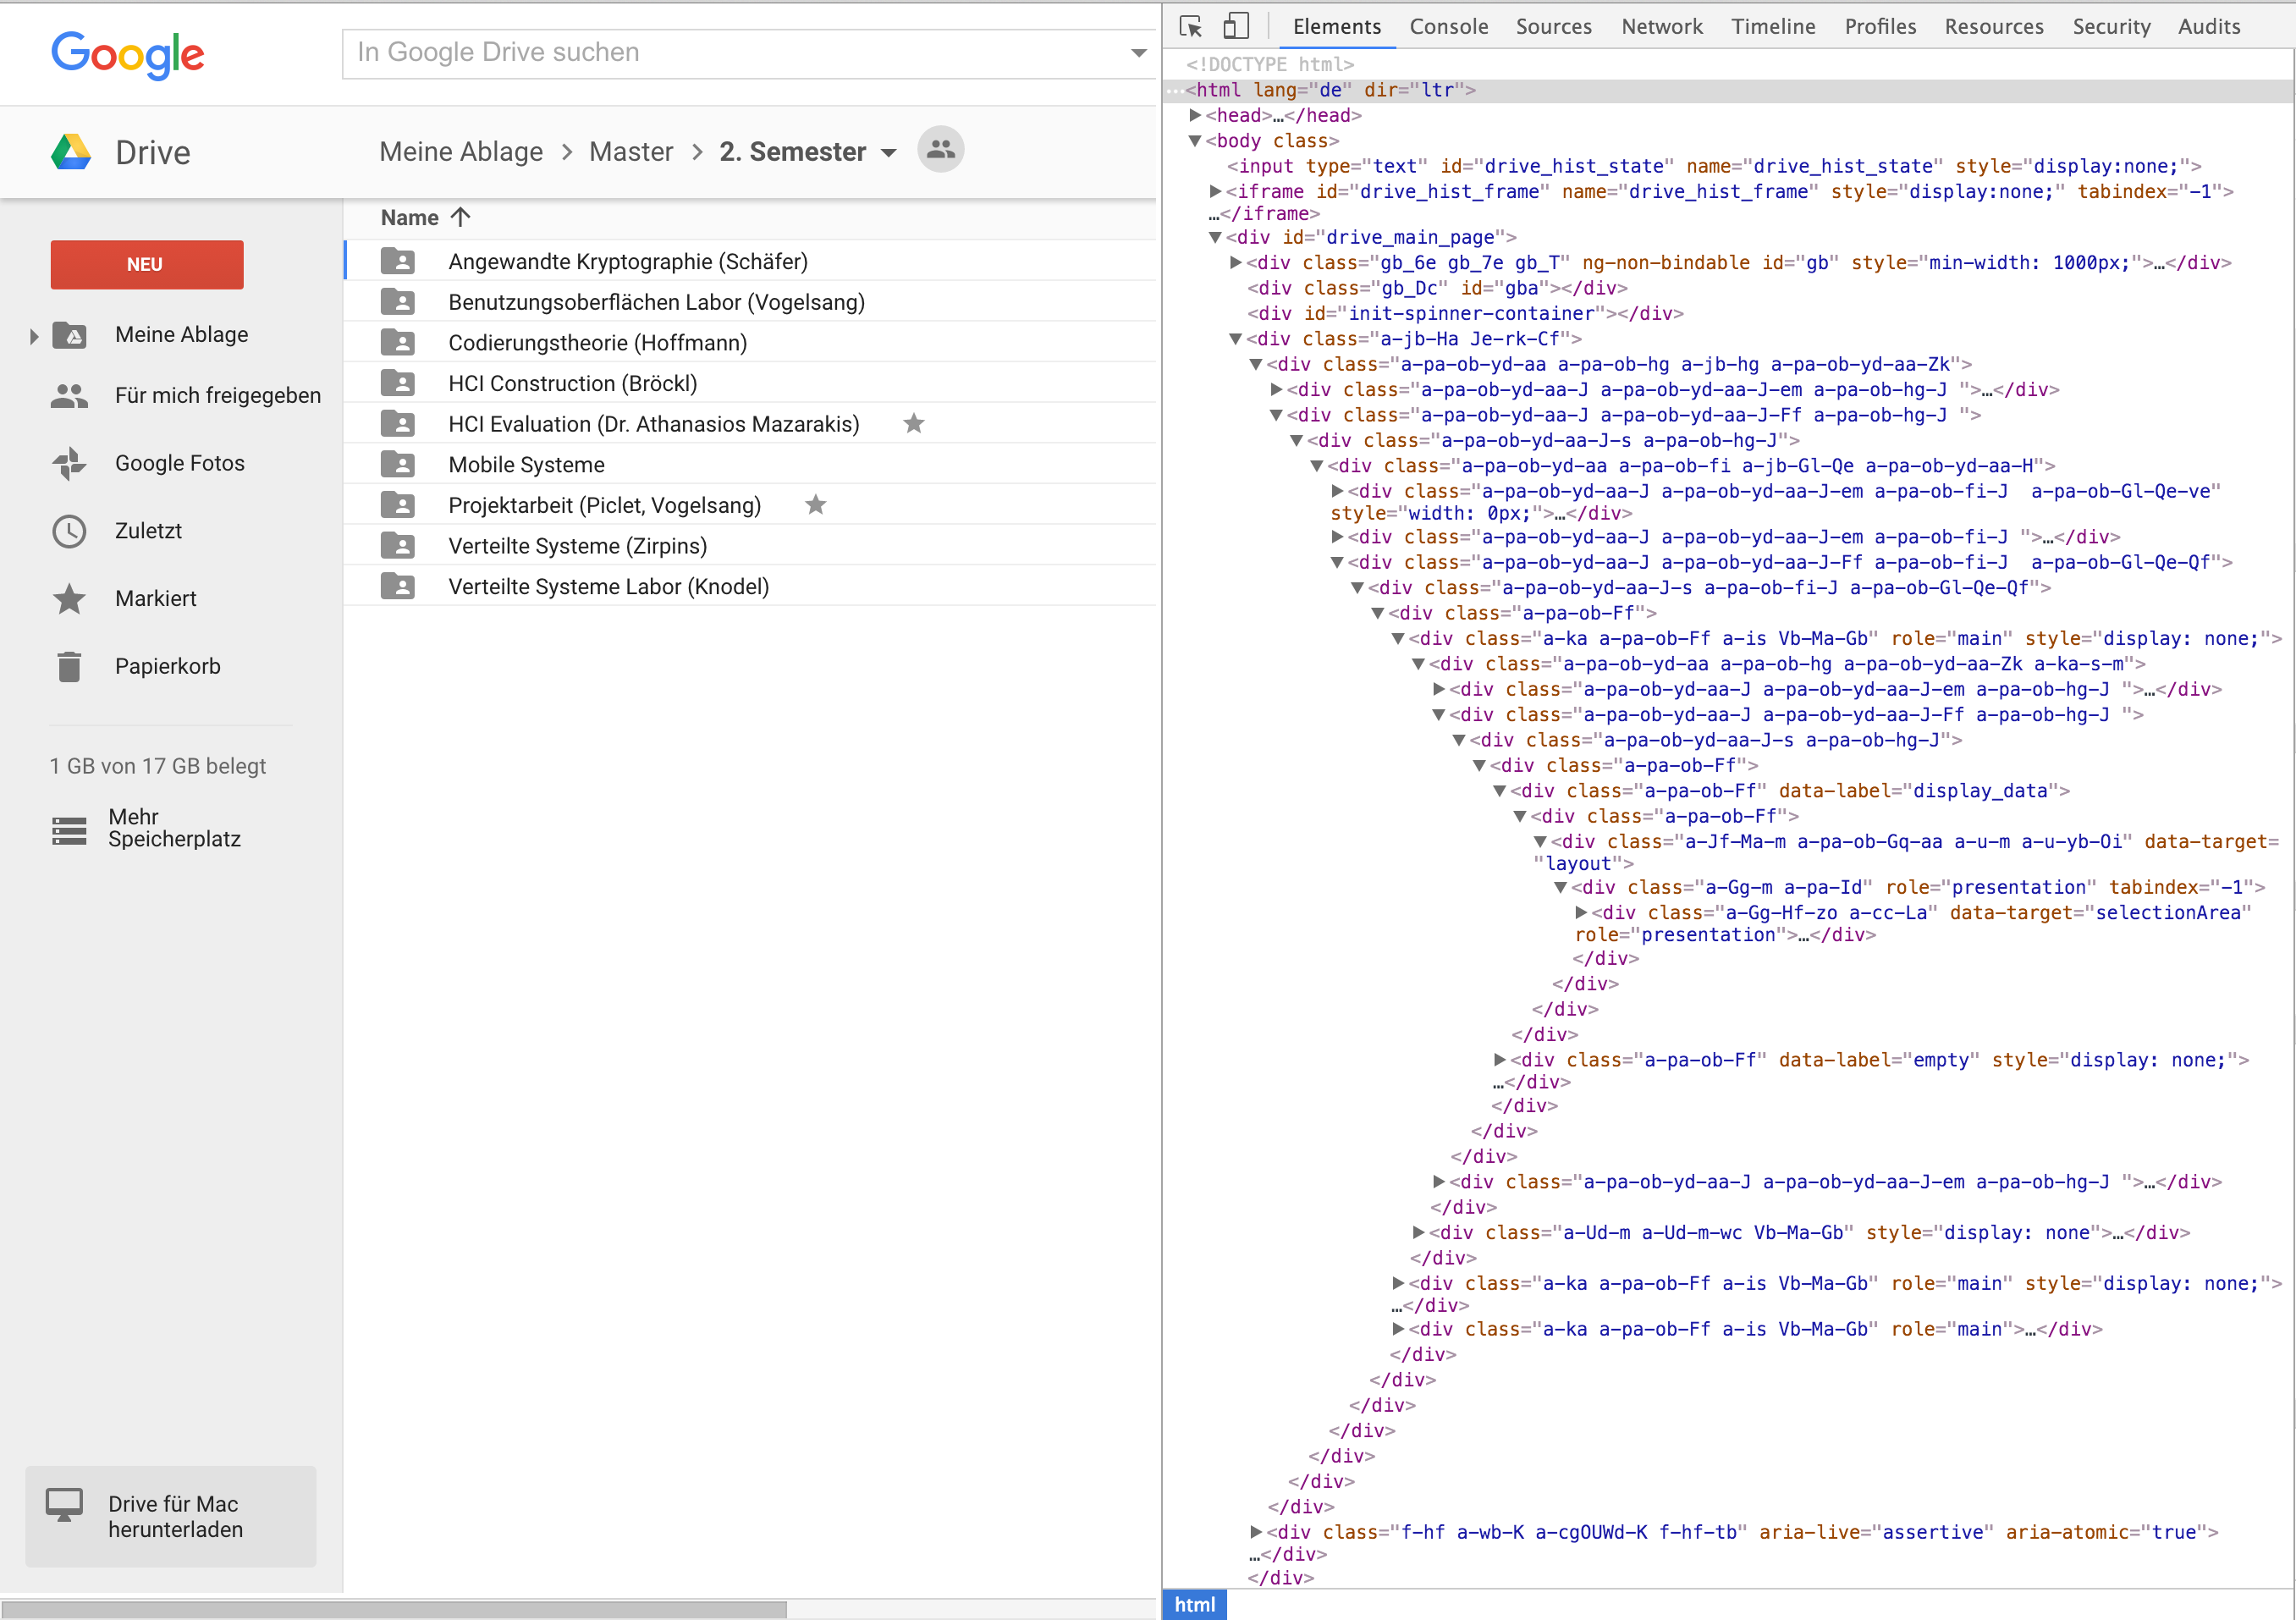 Google
In Google Drive suchen
Drive
Meine Ablage > Master > 2. Semester
NEU
Meine Ablage
Für mich freigegeben
Google Fotos
Zuletzt
Markiert
Papierkorb
1 GB von 17 GB belegt
Mehr
Speicherplatz
Drive für Mac
herunterladen
Name
Angewandte Kryptographie (Schäfer)
Benutzungsoberflächen Labor (Vogelsang)
Codierungstheorie (Hoffmann)
HCI Construction (Bröckl)
HCI Evaluation (Dr. Athanasios Mazarakis)
Mobile Systeme
Projektarbeit (Piclet, Vogelsang)
Verteilte Systeme (Zirpins)
Verteilte Systeme Labor (Knodel)
Elements Console Sources Network Timeline Profiles Resources Security Audits
<!DOCTYPE html>
…<html lang="de" dir="ltr">
<head>…</head>
<body class>
<input type="text" id="drive_hist_state" name="drive_hist_state" style="display:none;">
<iframe id="drive_hist_frame" name="drive_hist_frame" style="display:none;" tabindex="-1">
…</iframe>
<div id="drive_main_page">
<div class="gb_6e gb_7e gb_T" ng-non-bindable id="gb" style="min-width: 1000px;">…</div>
<div class="gb_Dc" id="gba"></div>
<div id="init-spinner-container"></div>
<div class="a-jb-Ha Je-rk-Cf">
<div class="a-pa-ob-yd-aa a-pa-ob-hg a-jb-hg a-pa-ob-yd-aa-Zk">
<div class="a-pa-ob-yd-aa-J a-pa-ob-yd-aa-J-em a-pa-ob-hg-J ">…</div>
<div class="a-pa-ob-yd-aa-J a-pa-ob-yd-aa-J-Ff a-pa-ob-hg-J ">
<div class="a-pa-ob-yd-aa-J-s a-pa-ob-hg-J">
<div class="a-pa-ob-yd-aa a-pa-ob-fi a-jb-Gl-Qe a-pa-ob-yd-aa-H">
<div class="a-pa-ob-yd-aa-J a-pa-ob-yd-aa-J-em a-pa-ob-fi-J  a-pa-ob-Gl-Qe-ve"
style="width: 0px;">…</div>
<div class="a-pa-ob-yd-aa-J a-pa-ob-yd-aa-J-em a-pa-ob-fi-J ">…</div>
<div class="a-pa-ob-yd-aa-J a-pa-ob-yd-aa-J-Ff a-pa-ob-fi-J  a-pa-ob-Gl-Qe-Qf">
<div class="a-pa-ob-yd-aa-J-s a-pa-ob-fi-J a-pa-ob-Gl-Qe-Qf">
<div class="a-pa-ob-Ff">
<div class="a-ka a-pa-ob-Ff a-is Vb-Ma-Gb" role="main" style="display: none;">
<div class="a-pa-ob-yd-aa a-pa-ob-hg a-pa-ob-yd-aa-Zk a-ka-s-m">
<div class="a-pa-ob-yd-aa-J a-pa-ob-yd-aa-J-em a-pa-ob-hg-J ">…</div>
<div class="a-pa-ob-yd-aa-J a-pa-ob-yd-aa-J-Ff a-pa-ob-hg-J ">
<div class="a-pa-ob-yd-aa-J-s a-pa-ob-hg-J">
<div class="a-pa-ob-Ff">
<div class="a-pa-ob-Ff" data-label="display_data">
<div class="a-pa-ob-Ff">
<div class="a-Jf-Ma-m a-pa-ob-Gq-aa a-u-m a-u-yb-Oi" data-target=
"layout">
<div class="a-Gg-m a-pa-Id" role="presentation" tabindex="-1">
<div class="a-Gg-Hf-zo a-cc-La" data-target="selectionArea"
role="presentation">…</div>
</div>
</div>
</div>
</div>
<div class="a-pa-ob-Ff" data-label="empty" style="display: none;">
…</div>
</div>
</div>
</div>
<div class="a-pa-ob-yd-aa-J a-pa-ob-yd-aa-J-em a-pa-ob-hg-J ">…</div>
</div>
<div class="a-Ud-m a-Ud-m-wc Vb-Ma-Gb" style="display: none">…</div>
</div>
<div class="a-ka a-pa-ob-Ff a-is Vb-Ma-Gb" role="main" style="display: none;">
…</div>
<div class="a-ka a-pa-ob-Ff a-is Vb-Ma-Gb" role="main">…</div>
</div>
</div>
</div>
</div>
</div>
</div>
</div>
<div class="f-hf a-wb-K a-cgOUWd-K f-hf-tb" aria-live="assertive" aria-atomic="true">
…</div>
</div>
html